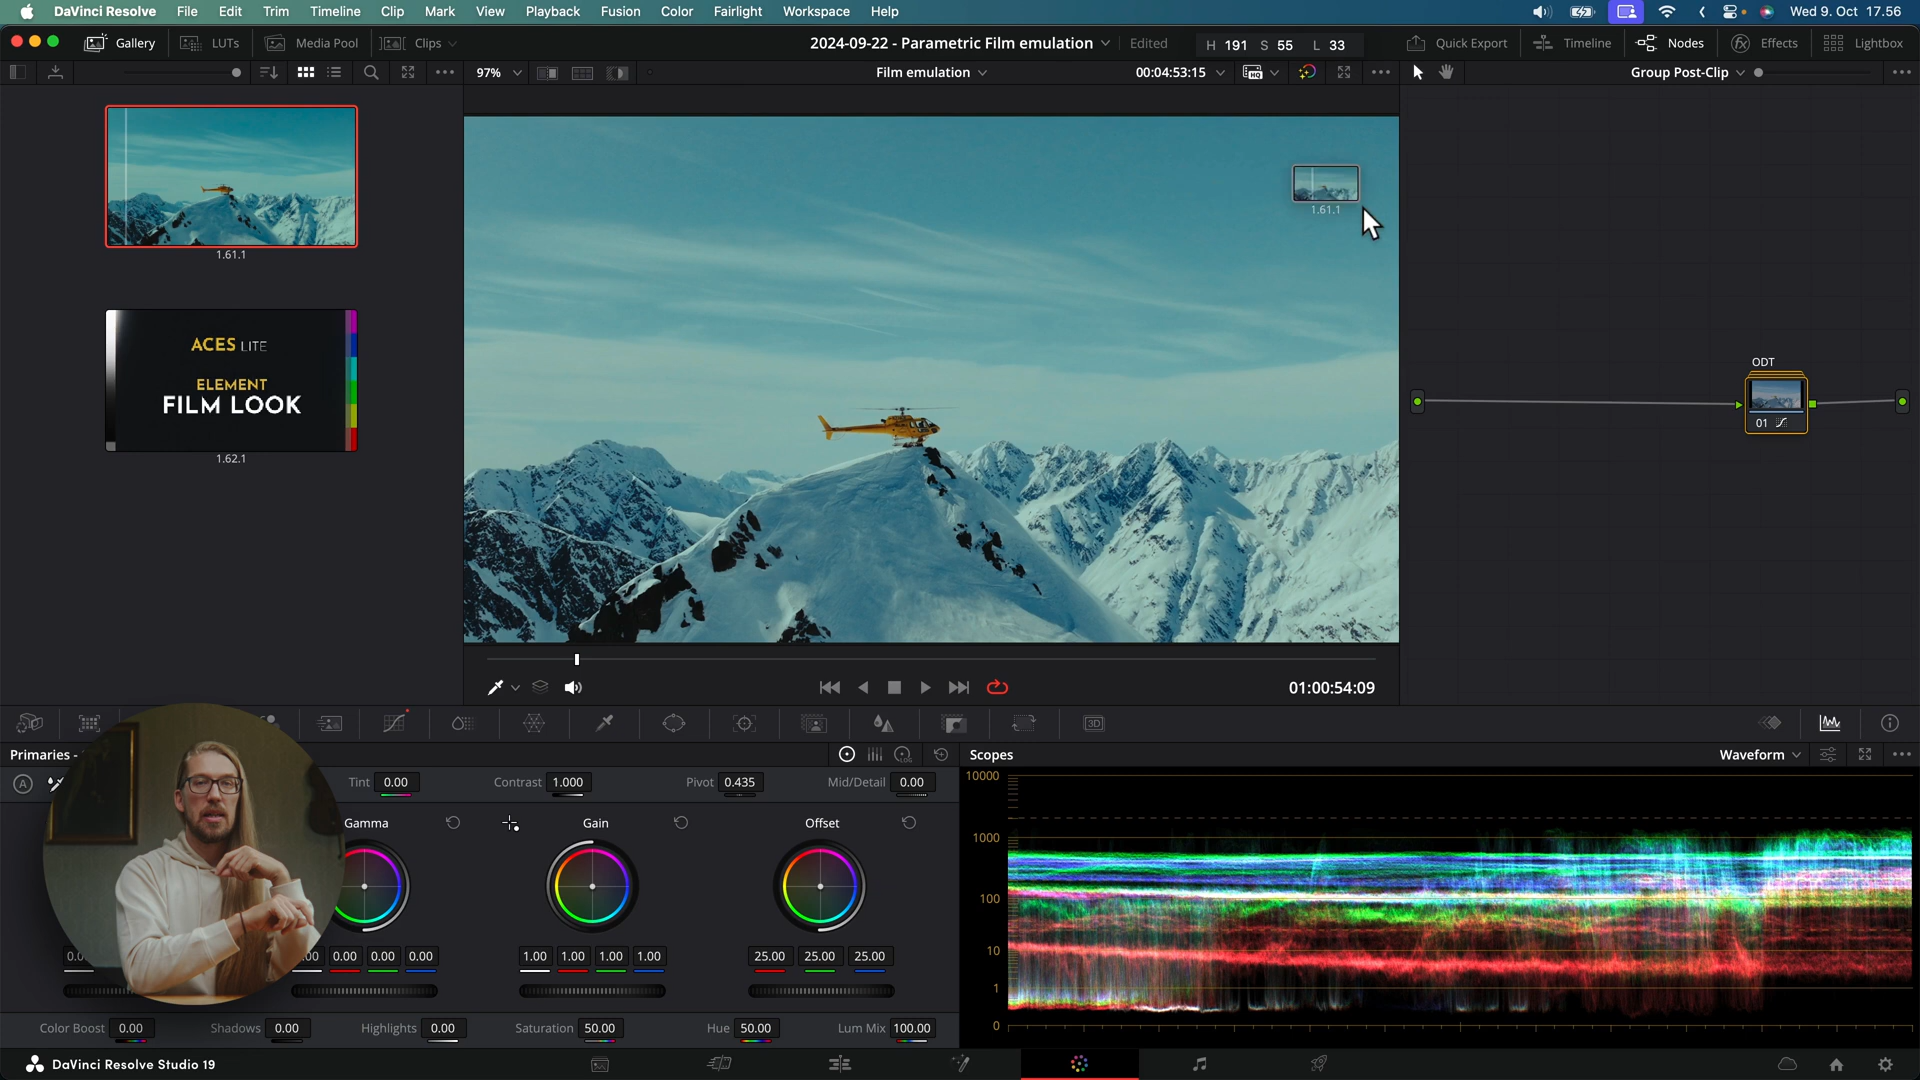 DaVinci Resolve File Edit Trim Timeline Clip Mark View Playback Fusion Color Fairlight Workspace Help Wed 9. Oct 17.56
Gallery LUTs Media Pool Clips 2024-09-22 - Parametric Film emulation Edited H 191 S 55 L 33 Quick Export Timeline Nodes Effects Lightbox
97% Film emulation 00:04:53:15 HQ Group Post-Clip
1.61.1
ACES LITE
ELEMENT
FILM LOOK
1.62.1
1.61.1
ODT
01
01:00:54:09
3D
Primaries -
LOG
Scopes Waveform
A Tint 0.00 Contrast 1.000 Pivot 0.435 Mid/Detail 0.00
Gamma Gain Offset
0.00 0.00 0.00 1.00 1.00 1.00 1.00 25.00 25.00 25.00
Color Boost 0.00 Shadows 0.00 Highlights 0.00 Saturation 50.00 Hue 50.00 Lum Mix 100.00
10000
1000
100
10
1
0
DaVinci Resolve Studio 19